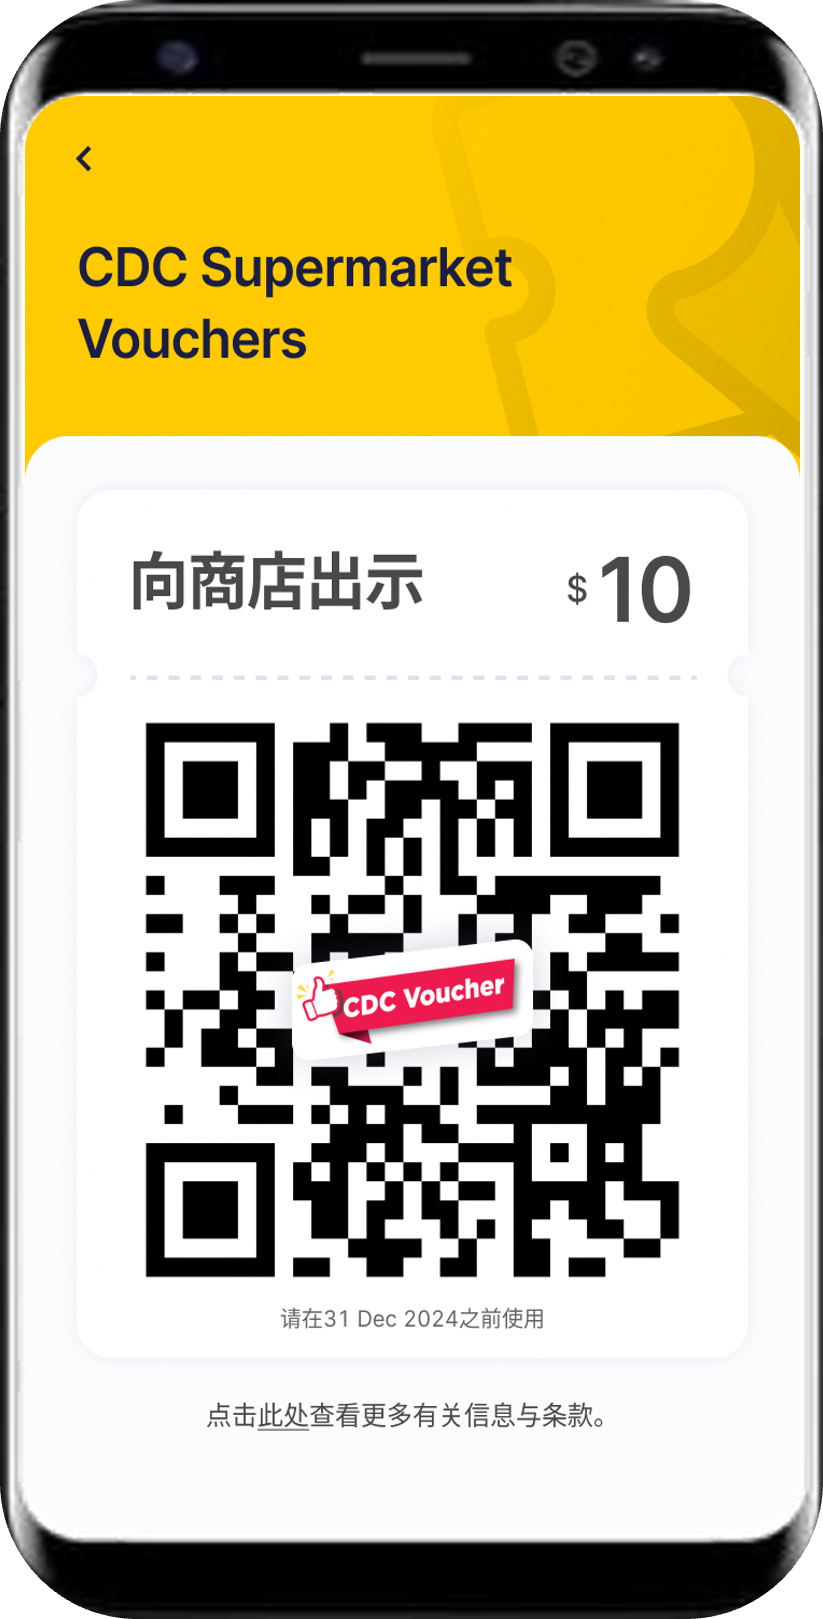 CDC Supermarket
Vouchers
向商店出示 $10
CDC Voucher
请在31 Dec 2024之前使用
点击此处查看更多有关信息与条款。